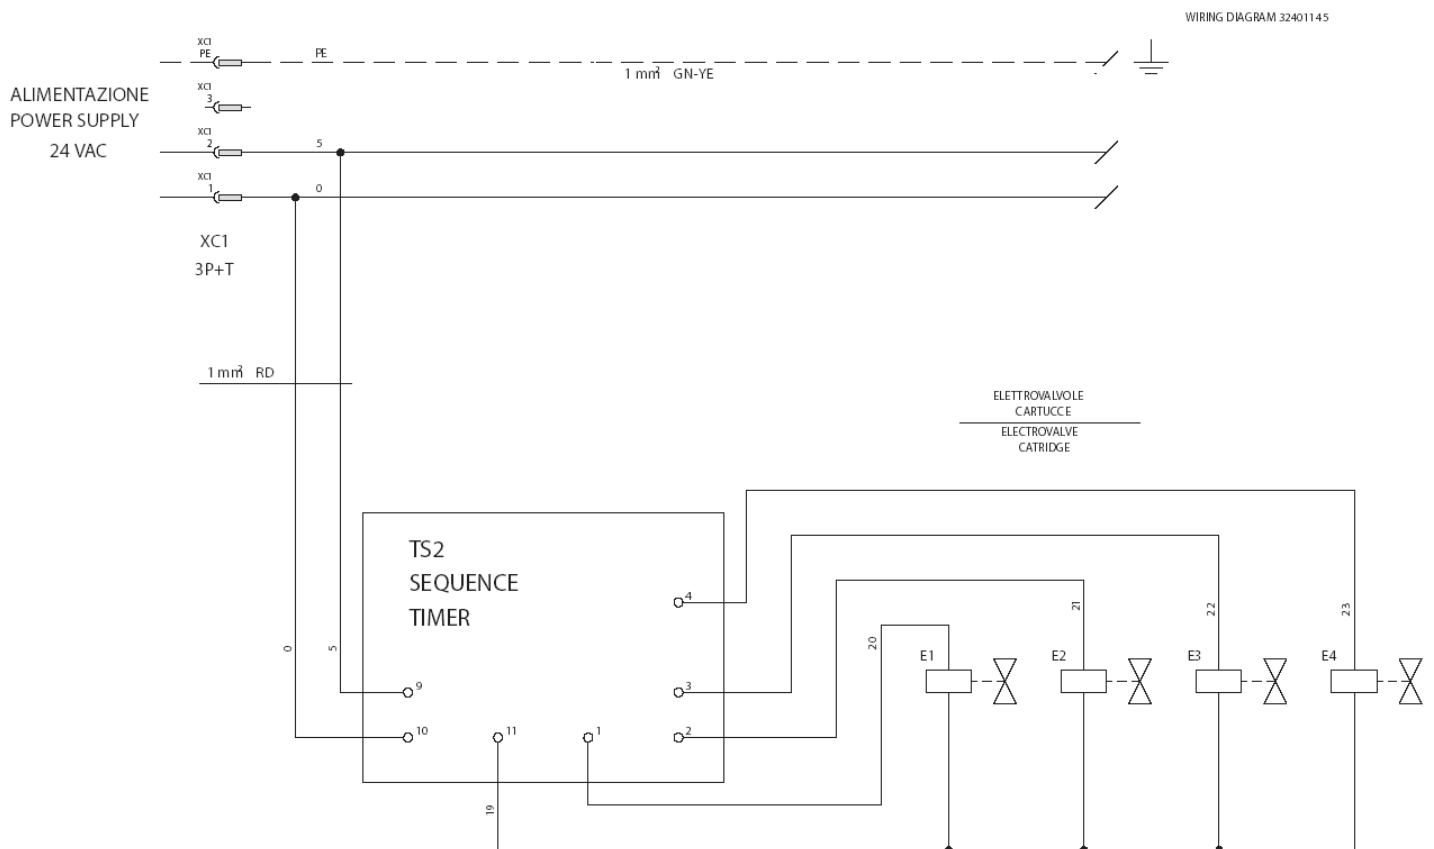 WIRING DIAGRAM 32401145
XC1
PE
PE
1 mm² GN-YE
ALIMENTAZIONE
POWER SUPPLY
24 VAC
XC1
3
XC1
2
5
XC1
1
0
XC1
3P+T
1 mm² RD
ELETTROVALVOLE
CARTUCCE
ELECTROVALVE
CATRIDGE
TS2
SEQUENCE
TIMER
4
21
22
23
0
5
20
E1
E2
E3
E4
9
3
10
11
1
2
19